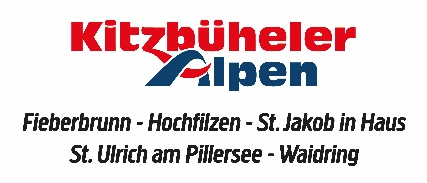 Kitzbüheler
Alpen
Fieberbrunn - Hochfilzen - St. Jakob in Haus
St. Ulrich am Pillersee - Waidring